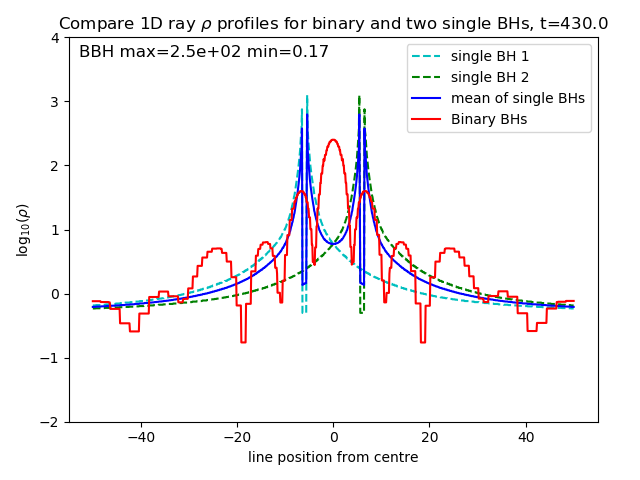 Compare 1D ray ρ profiles for binary and two single BHs, t=430.0
BBH max=2.5e+02 min=0.17
single BH 1
single BH 2
mean of single BHs
Binary BHs
4
3
2
1
0
−1
−2
log₁₀(ρ)
−40
−20
0
20
40
line position from centre